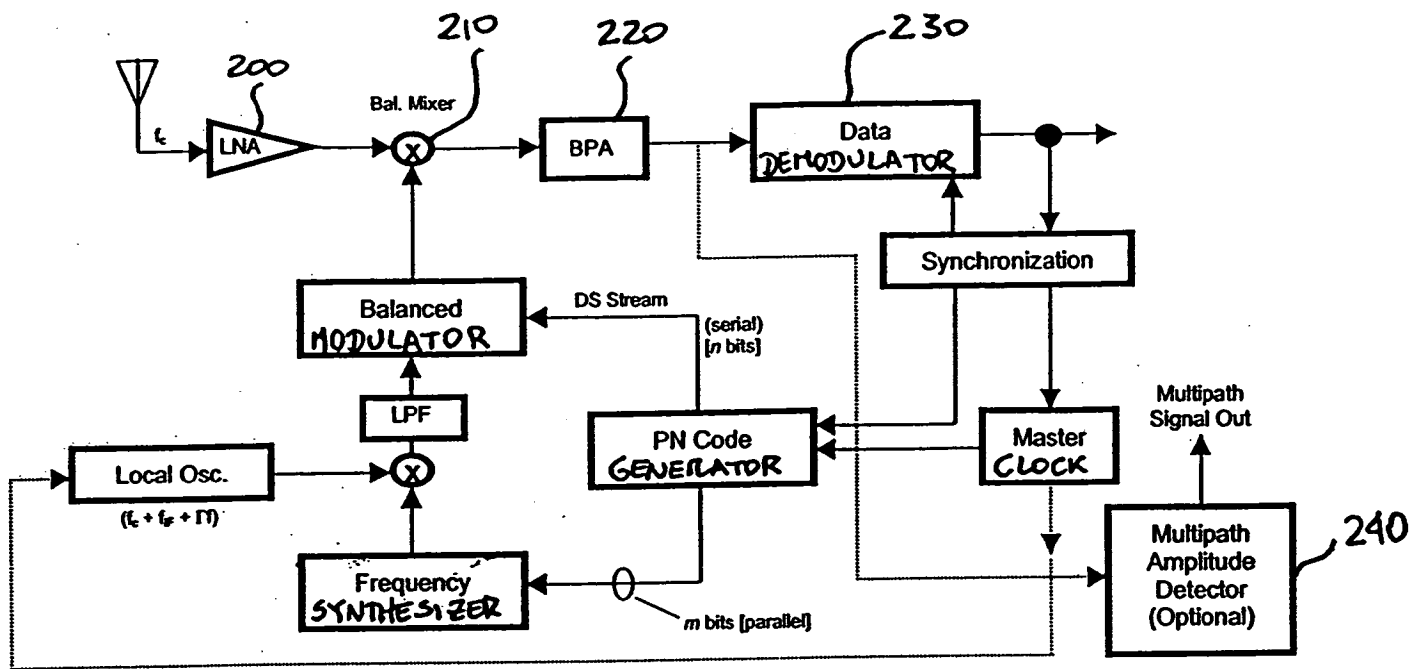 200
210
220
230
fc
LNA
Bal. Mixer
X
BPA
Data
DEMODULATOR
Synchronization
Balanced
MODULATOR
DS Stream
(serial)
[n bits]
LPF
X
Local Osc.
PN Code
GENERATOR
Master
CLOCK
Multipath
Signal Out
Frequency
SYNTHESIZER
m bits [parallel]
Multipath
Amplitude
Detector
(Optional)
240